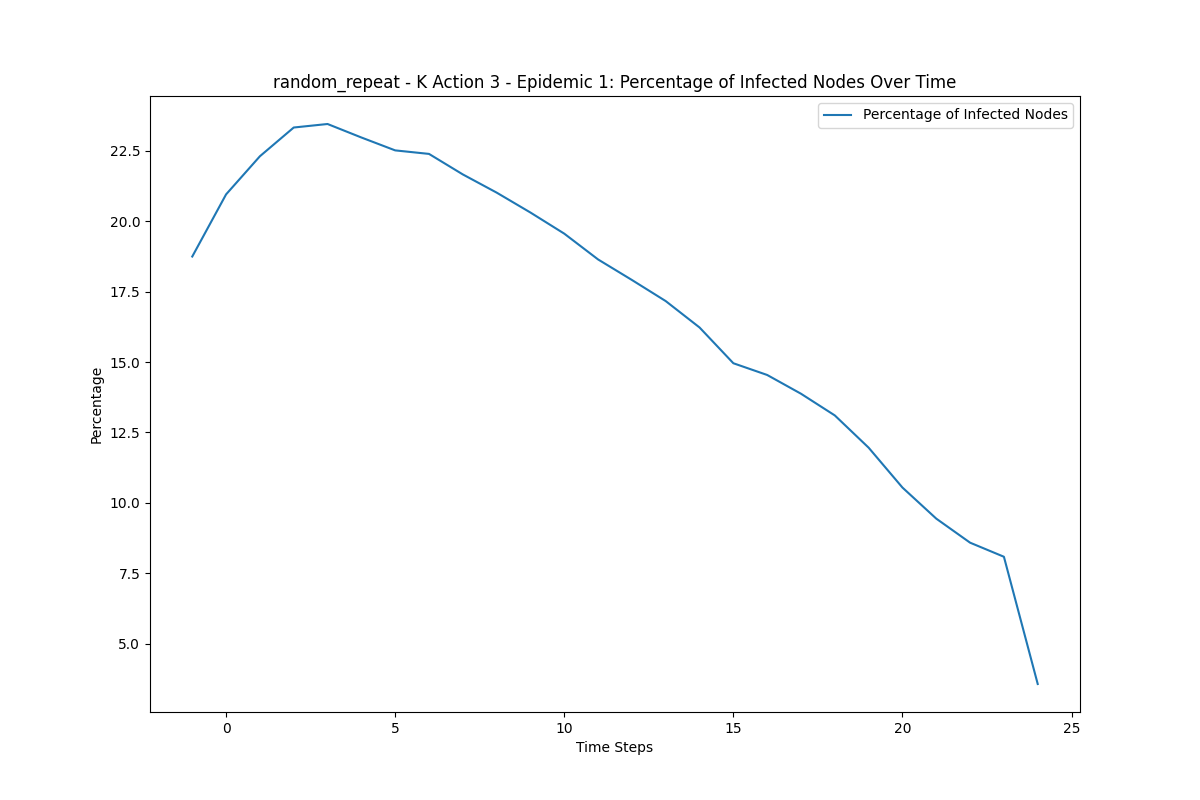 random_repeat - K Action 3 - Epidemic 1: Percentage of Infected Nodes Over Time
Percentage of Infected Nodes
22.5
20.0
17.5
15.0
12.5
10.0
7.5
5.0
Percentage
0 5 10 15 20 25
Time Steps